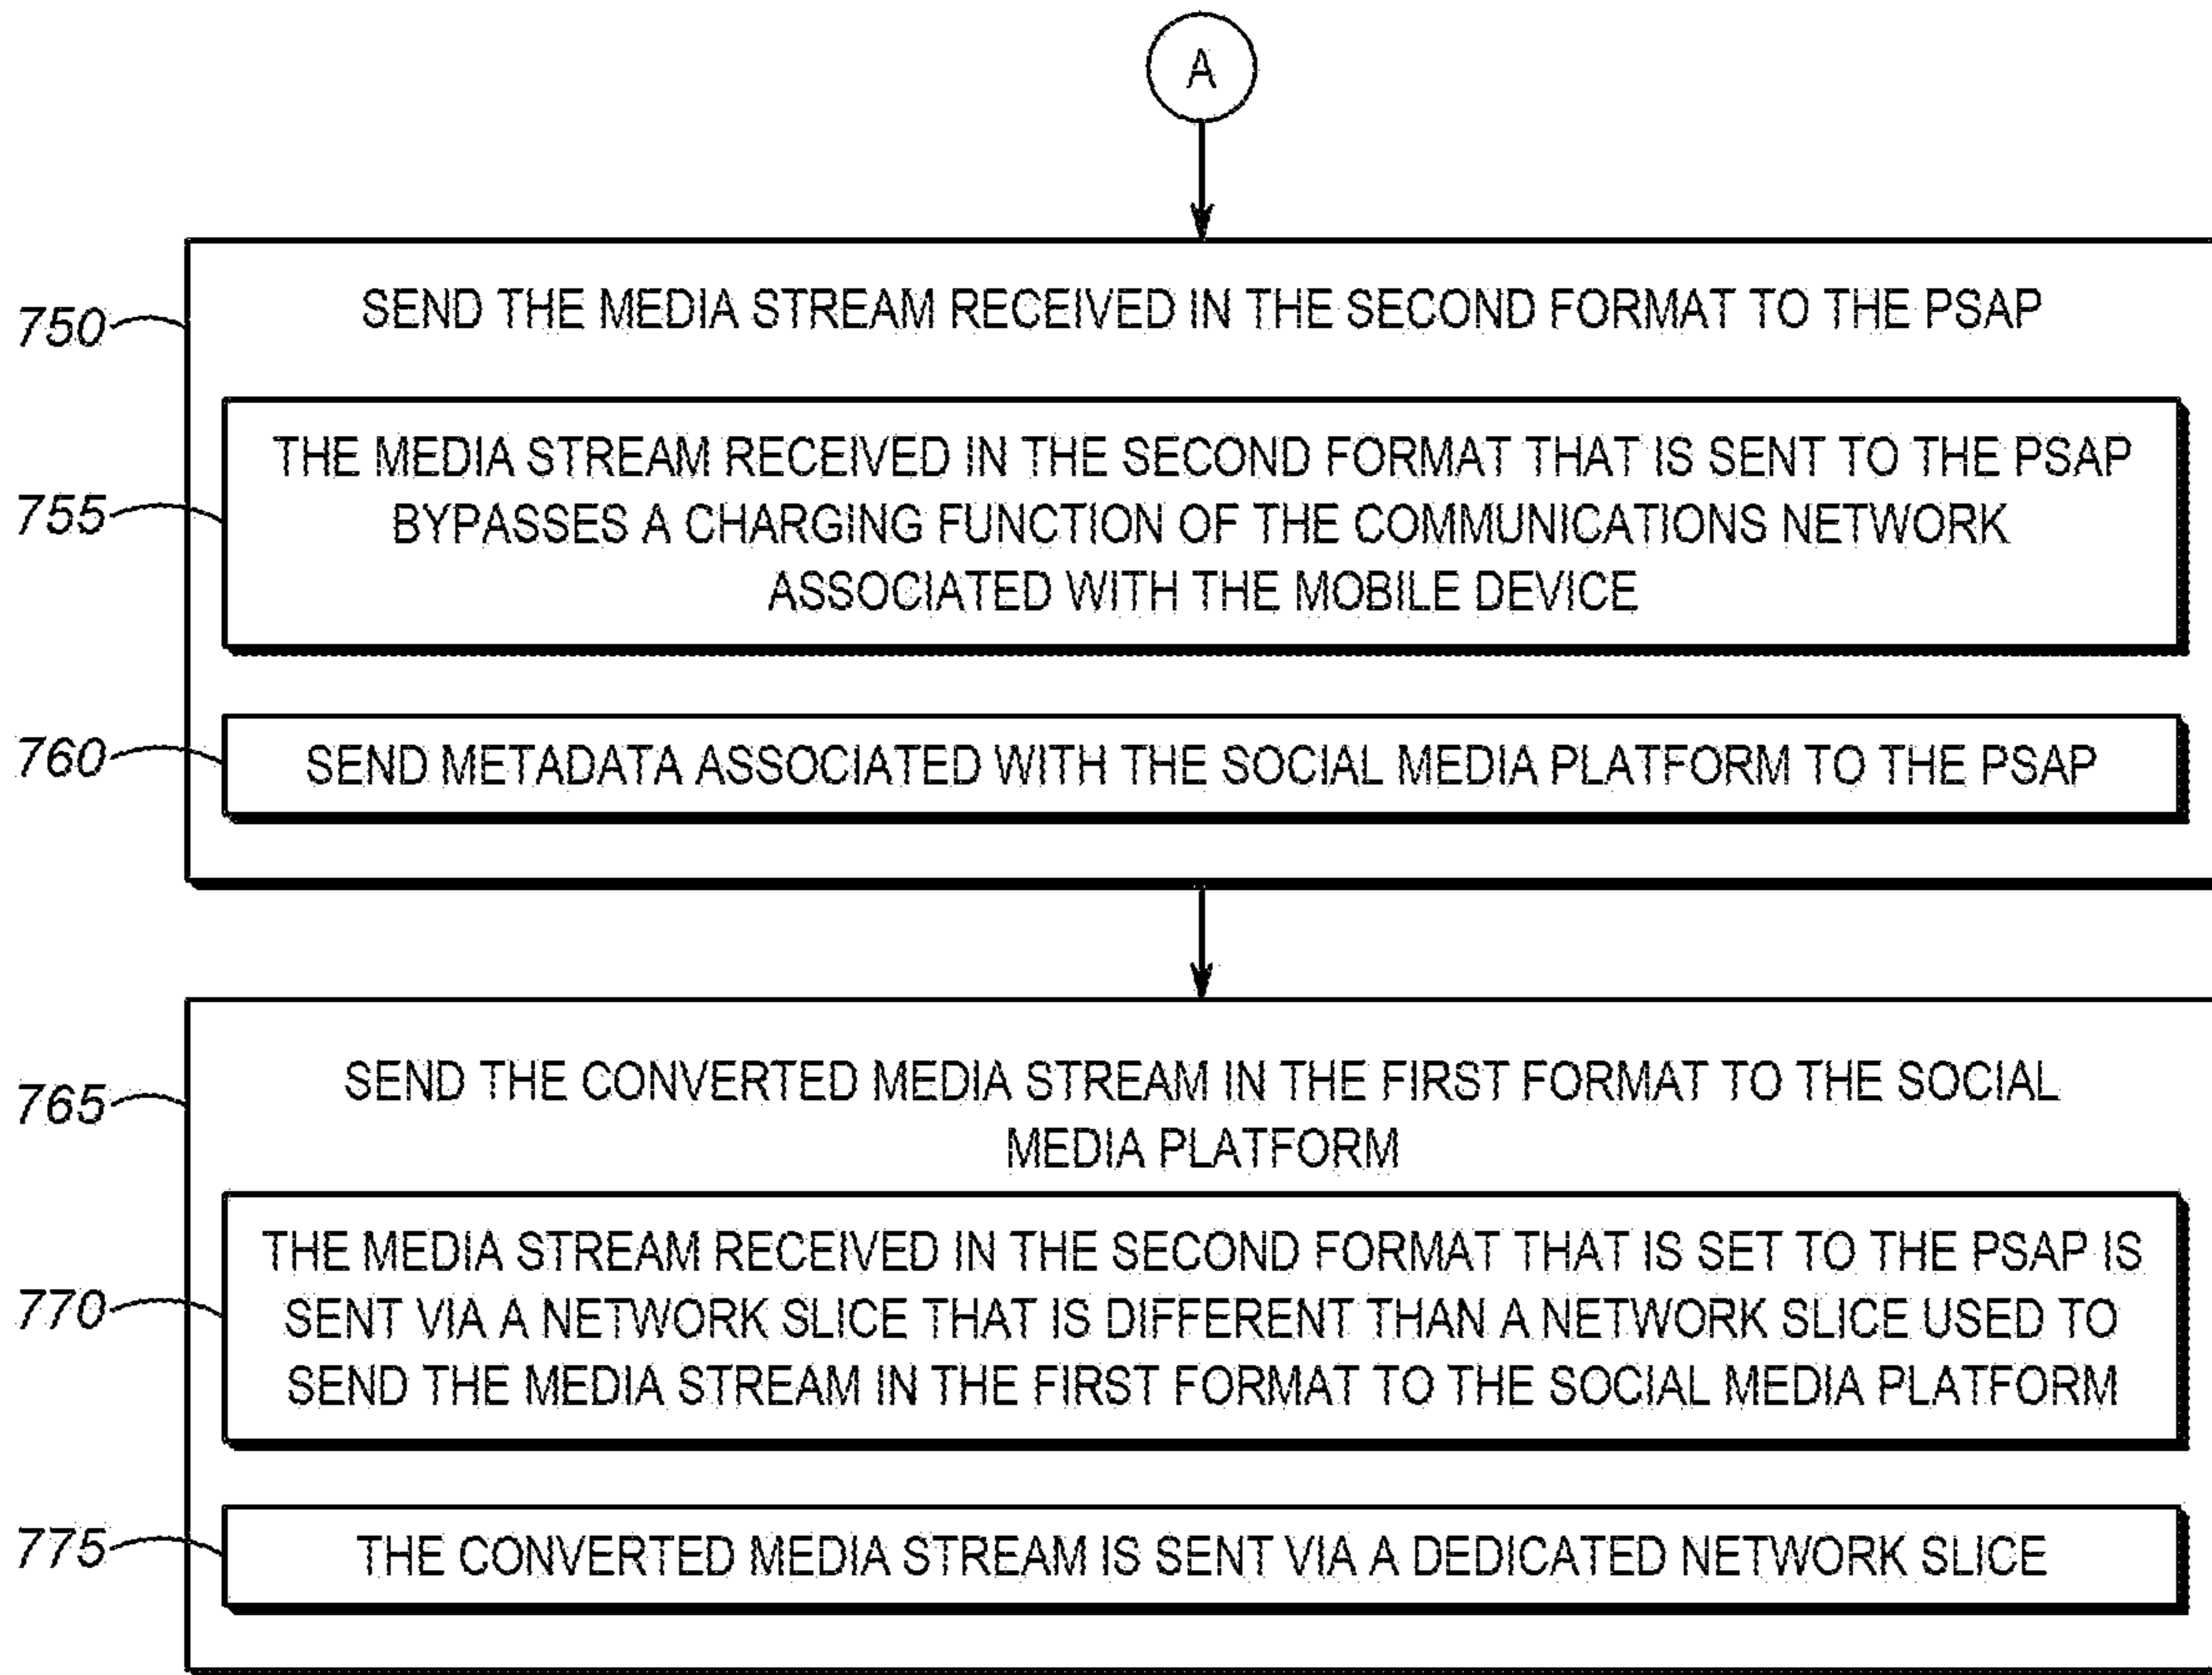 A
750
SEND THE MEDIA STREAM RECEIVED IN THE SECOND FORMAT TO THE PSAP
755
THE MEDIA STREAM RECEIVED IN THE SECOND FORMAT THAT IS SENT TO THE PSAP
BYPASSES A CHARGING FUNCTION OF THE COMMUNICATIONS NETWORK
ASSOCIATED WITH THE MOBILE DEVICE
760
SEND METADATA ASSOCIATED WITH THE SOCIAL MEDIA PLATFORM TO THE PSAP
765
SEND THE CONVERTED MEDIA STREAM IN THE FIRST FORMAT TO THE SOCIAL
MEDIA PLATFORM
770
THE MEDIA STREAM RECEIVED IN THE SECOND FORMAT THAT IS SET TO THE PSAP IS
SENT VIA A NETWORK SLICE THAT IS DIFFERENT THAN A NETWORK SLICE USED TO
SEND THE MEDIA STREAM IN THE FIRST FORMAT TO THE SOCIAL MEDIA PLATFORM
775
THE CONVERTED MEDIA STREAM IS SENT VIA A DEDICATED NETWORK SLICE